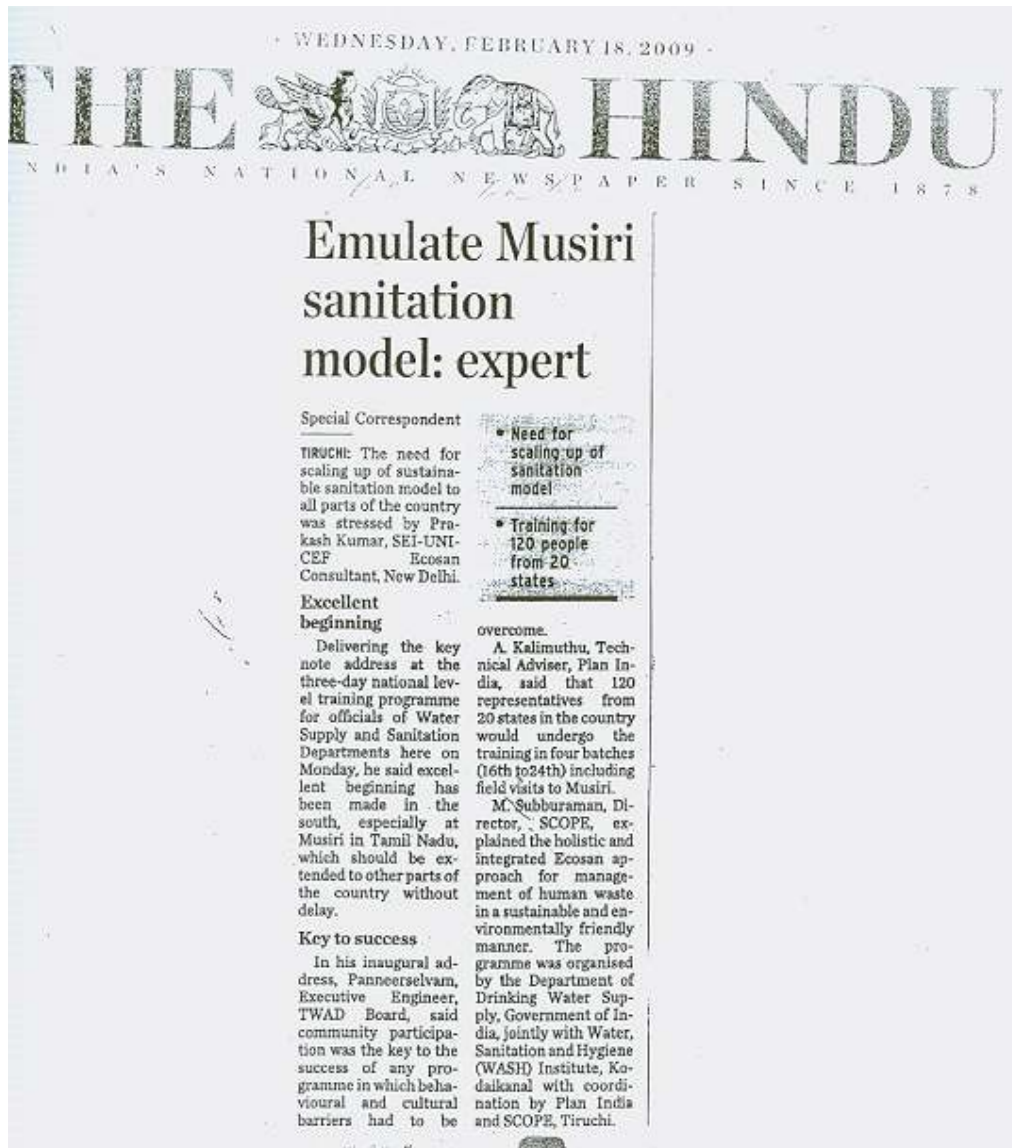 WEDNESDAY, FEBRUARY 18, 2009
THE HINDU
NDIA'S NATIONAL NEWSPAPER SINCE 1878
Emulate Musiri
sanitation
model: expert
Special Correspondent
TIRUCHI: The need for
scaling up of sustaina-
ble sanitation model to
all parts of the country
was stressed by Pra-
kash Kumar, SEI-UNI-
CEF Ecosan
Consultant, New Delhi.
Excellent
beginning
Delivering the key
note address at the
three-day national lev-
el training programme
for officials of Water
Supply and Sanitation
Departments here on
Monday, he said excel-
lent beginning has
been made in the
south, especially at
Musiri in Tamil Nadu,
which should be ex-
tended to other parts of
the country without
delay.
Key to success
In his inaugural ad-
dress, Panneerselvam,
Executive Engineer,
TWAD Board, said
community participa-
tion was the key to the
success of any pro-
gramme in which beha-
vioural and cultural
barriers had to be
• Need for
scaling up of
sanitation
model
• Training for
120 people
from 20
states
overcome.
A. Kalimuthu, Tech-
nical Adviser, Plan In-
dia, said that 120
representatives from
20 states in the country
would undergo the
training in four batches
(16th to24th) including
field visits to Musiri.
M. Subburaman, Di-
rector, SCOPE, ex-
plained the holistic and
integrated Ecosan ap-
proach for manage-
ment of human waste
in a sustainable and en-
vironmentally friendly
manner. The pro-
gramme was organised
by the Department of
Drinking Water Sup-
ply, Government of In-
dia, jointly with Water,
Sanitation and Hygiene
(WASH) Institute, Ko-
daikanal with coordi-
nation by Plan India
and SCOPE, Tiruchi.